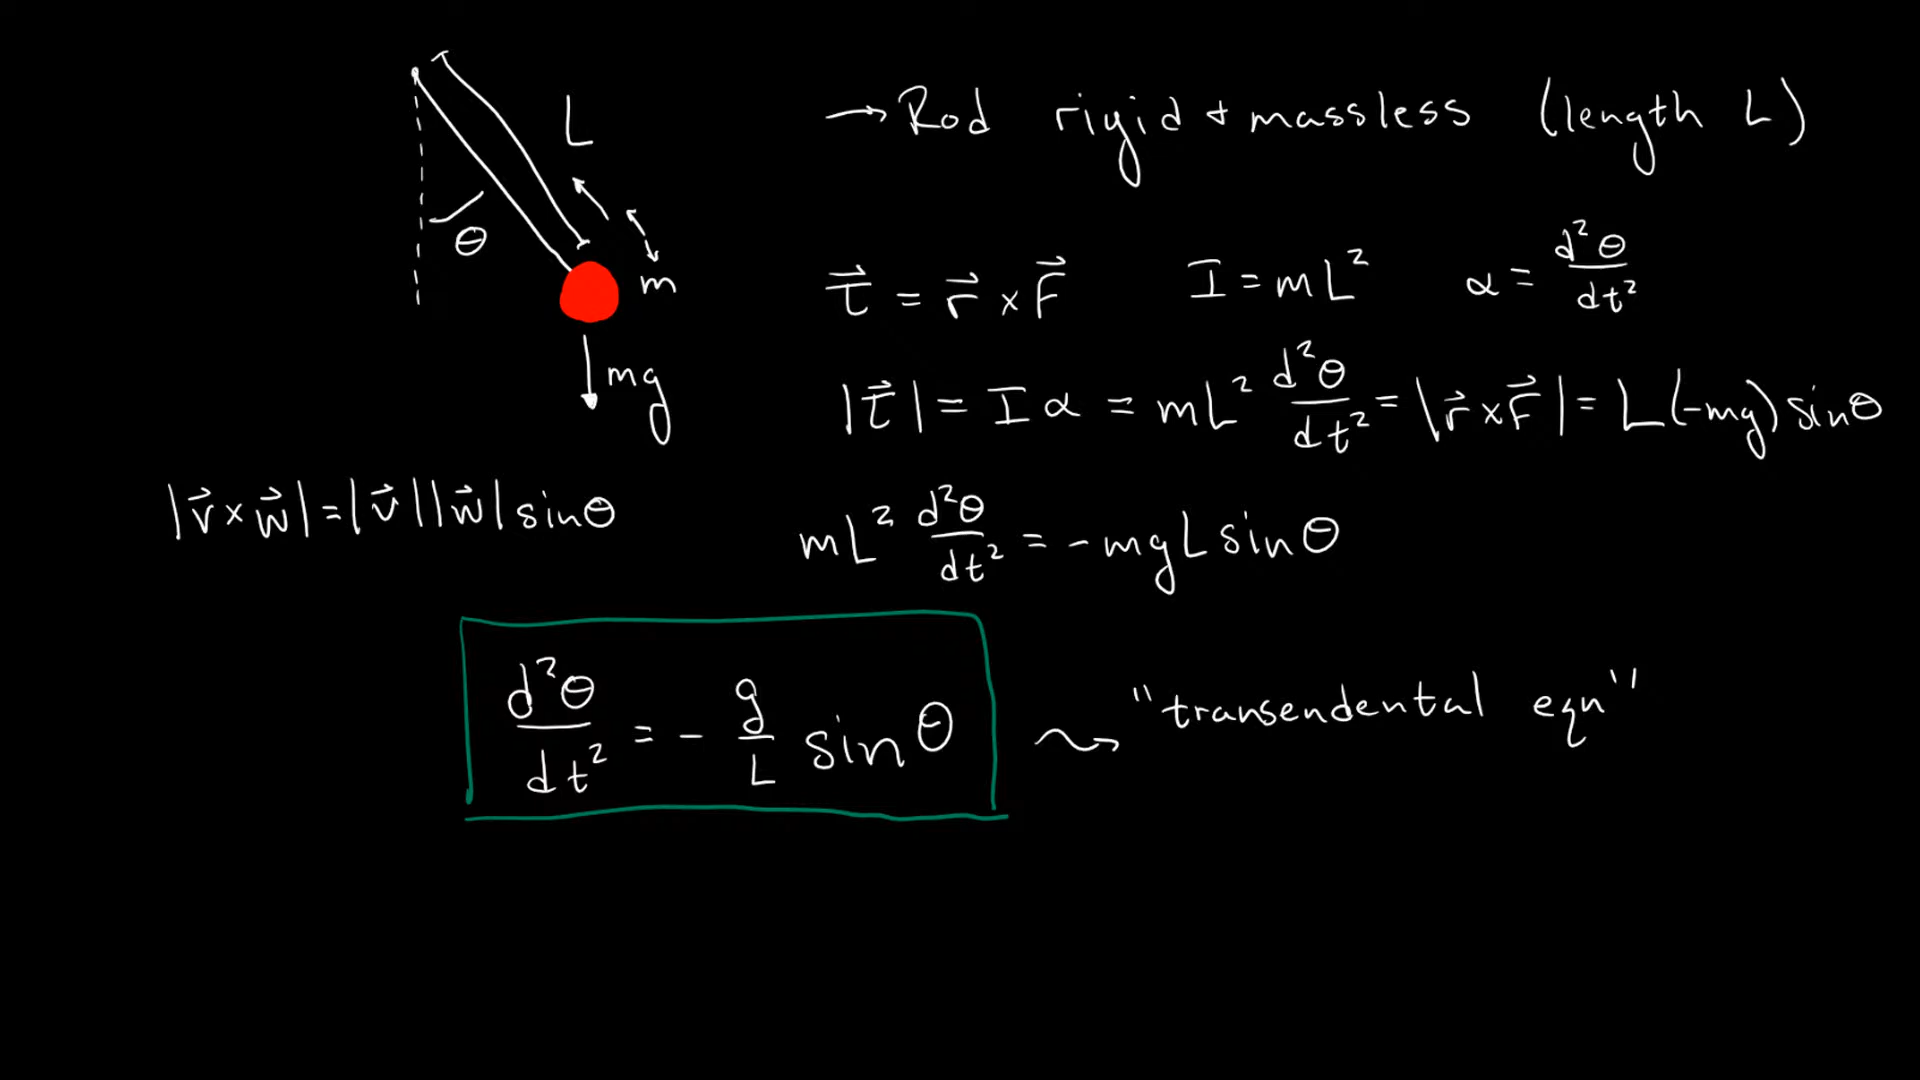 L
→ Rod rigid + massless (length L)
θ
m
τ⃗ = r⃗ × F⃗   I = mL²   α = d²θ/dt²
mg
|τ⃗| = Iα = mL² d²θ/dt² = |r⃗ × F⃗| = L(-mg) sinθ
|v⃗ × w⃗| = |v⃗||w⃗| sinθ
mL² d²θ/dt² = - mgL sinθ
d²θ/dt² = - g/L sinθ
"transendental eqn"